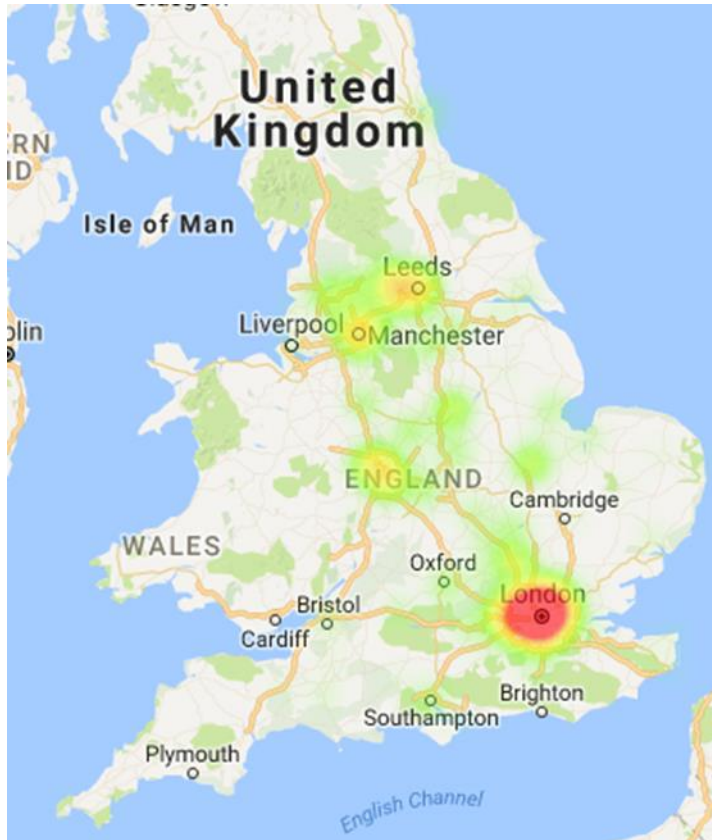 United
Kingdom
Isle of Man
Leeds
Liverpool
Manchester
ENGLAND
Cambridge
WALES
Oxford
London
Bristol
Cardiff
Brighton
Southampton
Plymouth
English Channel